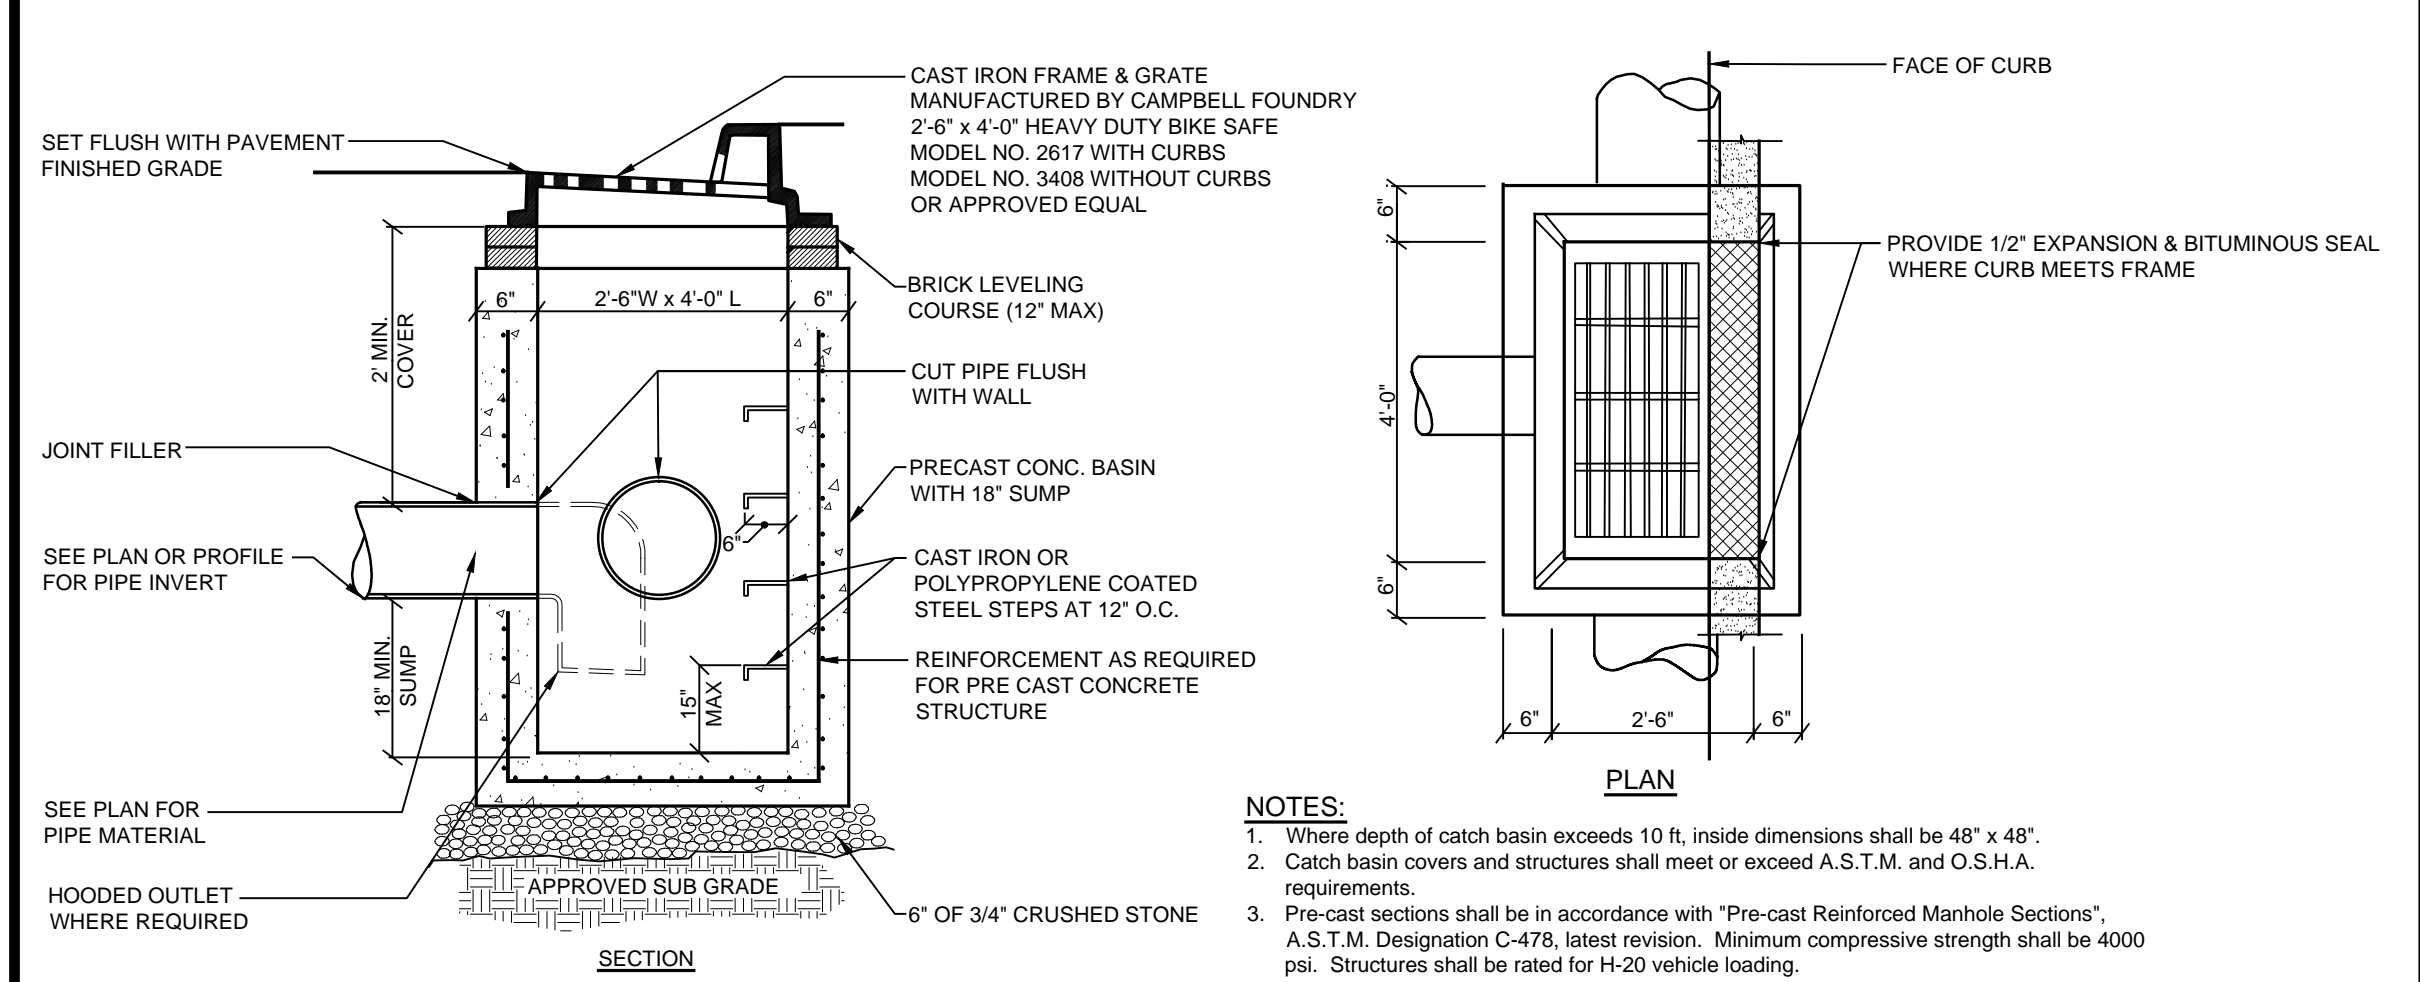 SET FLUSH WITH PAVEMENT
FINISHED GRADE
CAST IRON FRAME & GRATE
MANUFACTURED BY CAMPBELL FOUNDRY
2'-6" x 4'-0" HEAVY DUTY BIKE SAFE
MODEL NO. 2617 WITH CURBS
MODEL NO. 3408 WITHOUT CURBS
OR APPROVED EQUAL
BRICK LEVELING
COURSE (12" MAX)
6"
2'-6"W x 4'-0" L
6"
2' MIN.
COVER
CUT PIPE FLUSH
WITH WALL
JOINT FILLER
PRECAST CONC. BASIN
WITH 18" SUMP
6"
SEE PLAN OR PROFILE
FOR PIPE INVERT
CAST IRON OR
POLYPROPYLENE COATED
STEEL STEPS AT 12" O.C.
18" MIN.
SUMP
15"
MAX
REINFORCEMENT AS REQUIRED
FOR PRE CAST CONCRETE
STRUCTURE
SEE PLAN FOR
PIPE MATERIAL
HOODED OUTLET
WHERE REQUIRED
APPROVED SUB GRADE
6" OF 3/4" CRUSHED STONE
SECTION
FACE OF CURB
6"
PROVIDE 1/2" EXPANSION & BITUMINOUS SEAL
WHERE CURB MEETS FRAME
4'-0"
6"
6"
2'-6"
6"
PLAN
NOTES:
1. Where depth of catch basin exceeds 10 ft, inside dimensions shall be 48" x 48".
2. Catch basin covers and structures shall meet or exceed A.S.T.M. and O.S.H.A.
requirements.
3. Pre-cast sections shall be in accordance with "Pre-cast Reinforced Manhole Sections",
A.S.T.M. Designation C-478, latest revision. Minimum compressive strength shall be 4000
psi. Structures shall be rated for H-20 vehicle loading.